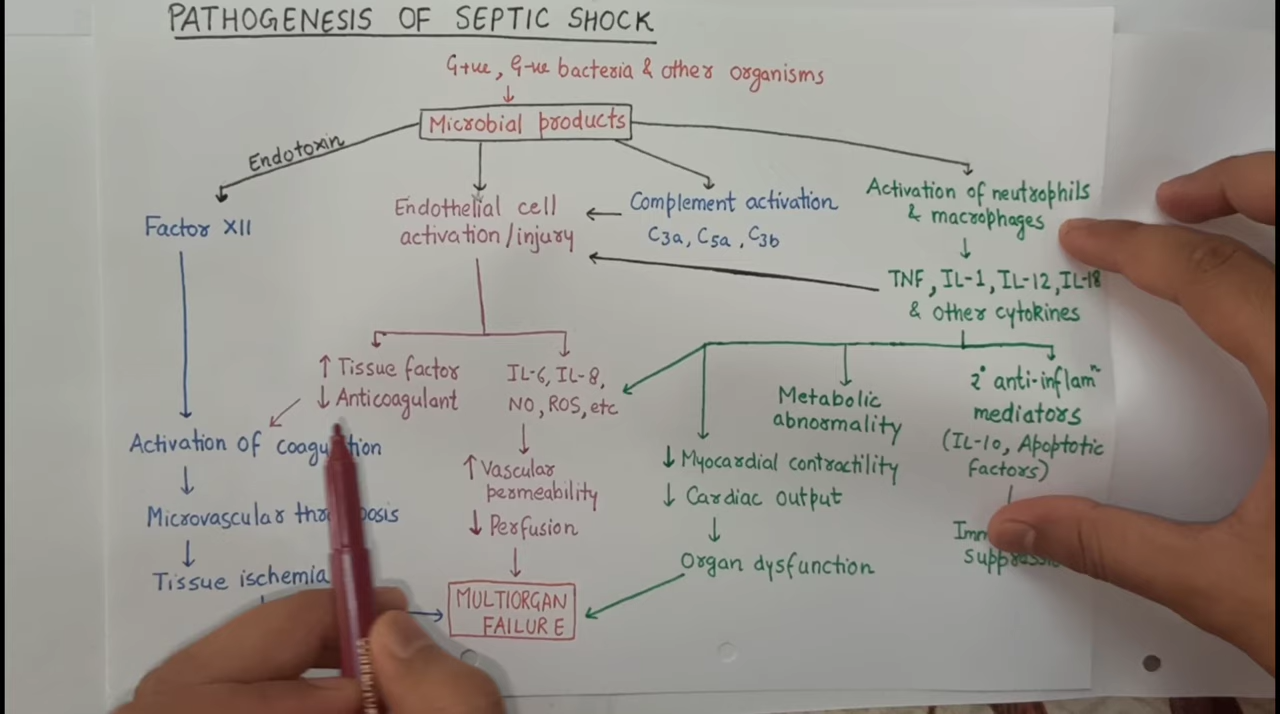 PATHOGENESIS OF SEPTIC SHOCK
G+ve, G-ve bacteria & other organisms
Microbial products
Endotoxin
Factor XII
Endothelial cell
activation/injury
Complement activation
C3a, C5a, C3b
Activation of neutrophils
& macrophages
TNF, IL-1, IL-12, IL-18
& other cytokines
↑ Tissue factor
↓ Anticoagulant
IL-6, IL-8,
NO, ROS, etc
Metabolic
abnormality
2° anti-inflamⁿ
mediators
(IL-10, Apoptotic
factors)
Activation of
Microvascular
Tissue ischemia
↑ Vascular
permeability
↓ Perfusion
↓ Myocardial contractility
↓ Cardiac output
Organ dysfunction
MULTIORGAN
FAILURE